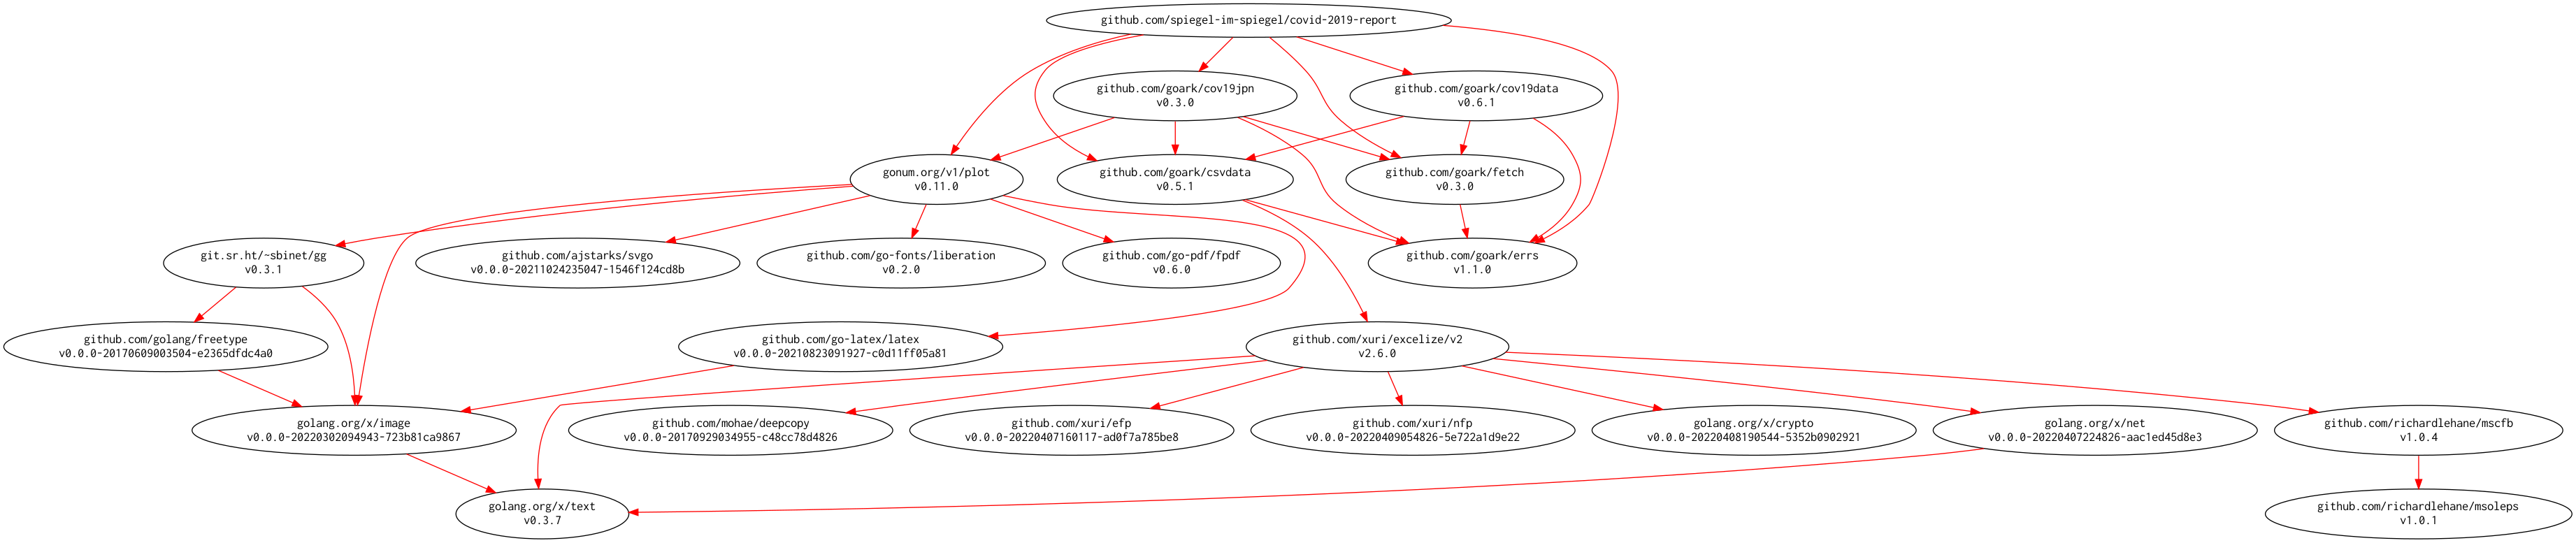 github.com/spiegel-im-spiegel/covid-2019-report
github.com/goark/cov19jpn
v0.3.0
github.com/goark/cov19data
v0.6.1
gonum.org/v1/plot
v0.11.0
github.com/goark/csvdata
v0.5.1
github.com/goark/fetch
v0.3.0
git.sr.ht/~sbinet/gg
v0.3.1
github.com/ajstarks/svgo
v0.0.0-20211024235047-1546f124cd8b
github.com/go-fonts/liberation
v0.2.0
github.com/go-pdf/fpdf
v0.6.0
github.com/goark/errs
v1.1.0
github.com/golang/freetype
v0.0.0-20170609003504-e2365dfdc4a0
github.com/go-latex/latex
v0.0.0-20210823091927-c0d11ff05a81
github.com/xuri/excelize/v2
v2.6.0
golang.org/x/image
v0.0.0-20220302094943-723b81ca9867
github.com/mohae/deepcopy
v0.0.0-20170929034955-c48cc78d4826
github.com/xuri/efp
v0.0.0-20220407160117-ad0f7a785be8
github.com/xuri/nfp
v0.0.0-20220409054826-5e722a1d9e22
golang.org/x/crypto
v0.0.0-20220408190544-5352b0902921
golang.org/x/net
v0.0.0-20220407224826-aac1ed45d8e3
github.com/richardlehane/mscfb
v1.0.4
golang.org/x/text
v0.3.7
github.com/richardlehane/msoleps
v1.0.1